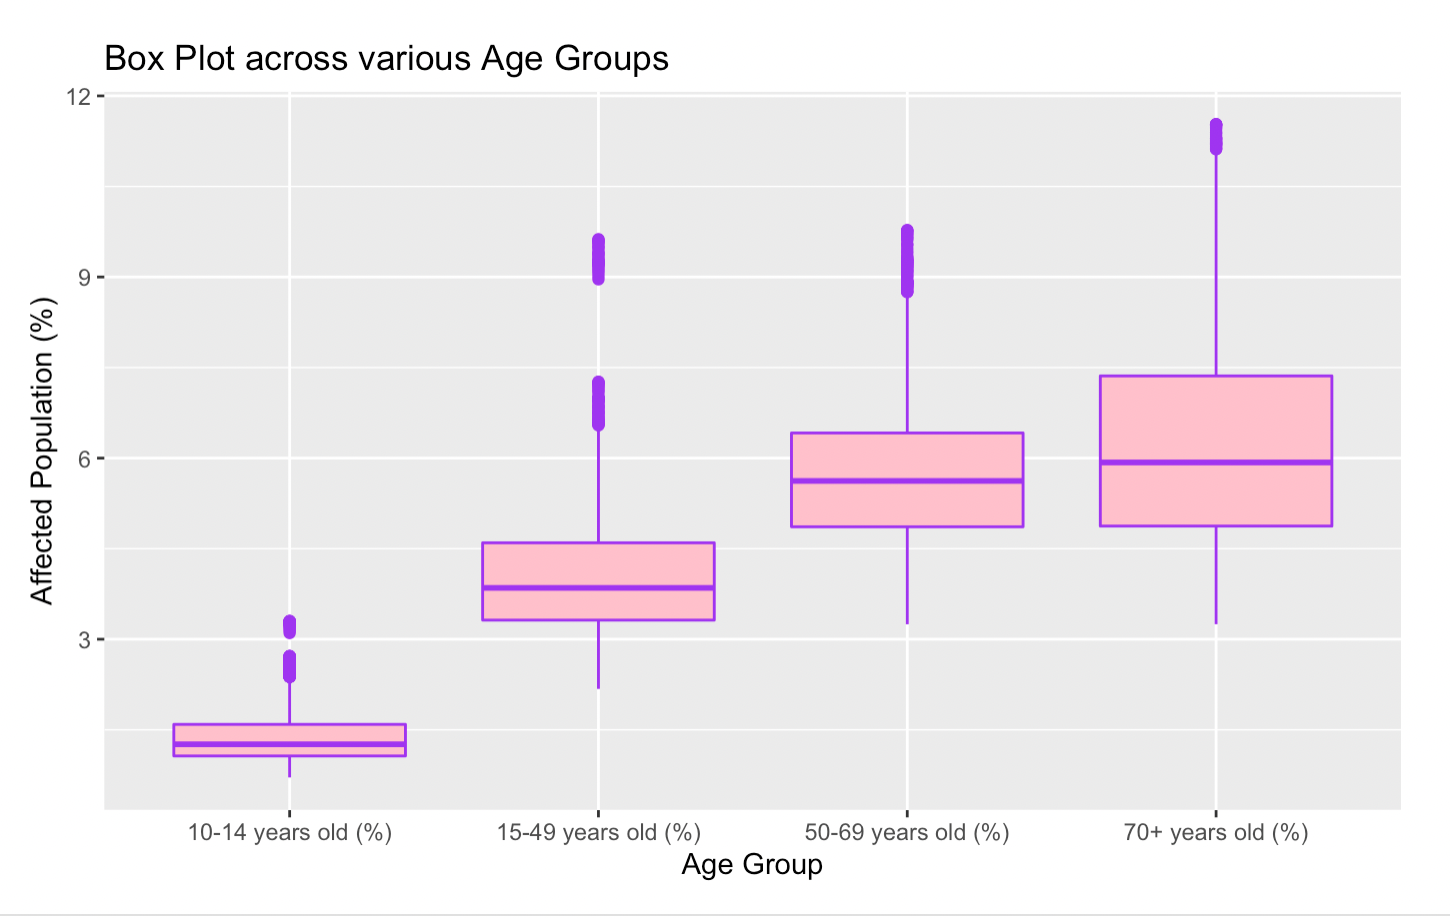 Box Plot across various Age Groups
12
9
6
3
Affected Population (%)
10-14 years old (%) 15-49 years old (%) 50-69 years old (%) 70+ years old (%)
Age Group